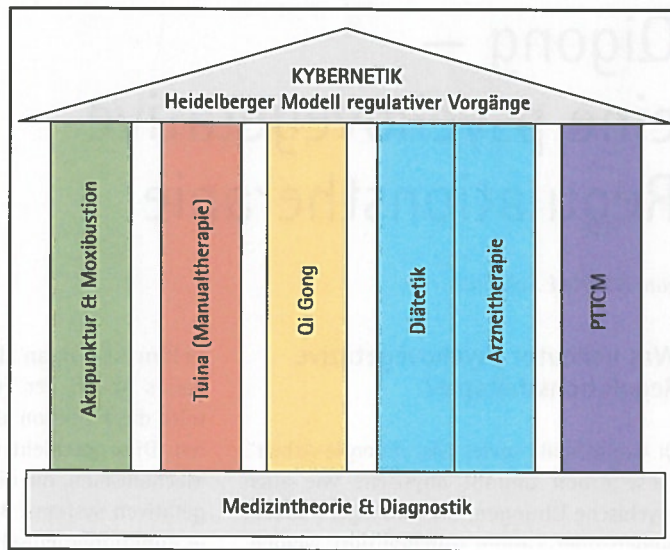 KYBERNETIK
Heidelberger Modell regulativer Vorgänge
Akupunktur & Moxibustion
Tuina (Manualtherapie)
Qi Gong
Diätetik
Arzneitherapie
PTTCM
Medizintheorie & Diagnostik